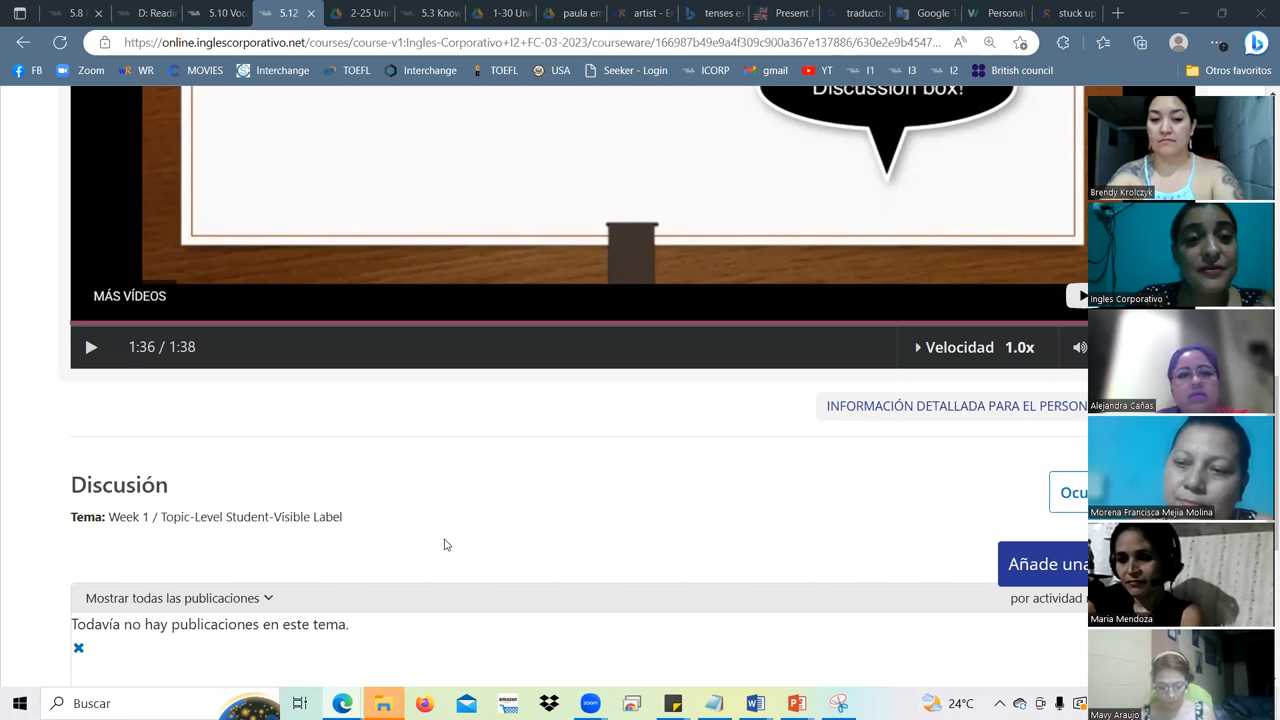 5.8 I
D: Readi
5.10 Voca
5.12
2-25 Uni
5.3 Know
1-30 Uni
paula em
artist - En
tenses ex
Present P
traductor
Google T
Personal
stuck up
https://online.inglescorporativo.net/courses/course-v1:Ingles-Corporativo+I2+FC-03-2023/courseware/166987b49e9a4f309c900a367e137886/630e2e9b4547...
FB
Zoom
WR
MOVIES
Interchange
TOEFL
Interchange
TOEFL
USA
Seeker - Login
ICORP
gmail
YT
I1
I3
I2
British council
Otros favoritos
Discussion box!
MÁS VÍDEOS
1:36 / 1:38
Velocidad 1.0x
INFORMACIÓN DETALLADA PARA EL PERSON
Discusión
Ocu
Tema: Week 1 / Topic-Level Student-Visible Label
Añade una
Mostrar todas las publicaciones
por actividad
Todavía no hay publicaciones en este tema.
Brendy Krolczyk
Ingles Corporativo
Alejandra Cañas
Morena Francisca Mejia Molina
Maria Mendoza
Mavy Araujo
Buscar
24°C